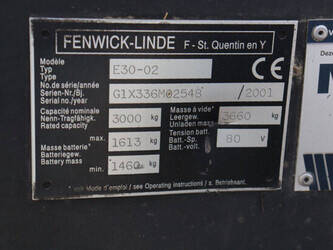 FENWICK-LINDE F - St. Quentin en Y
Modèle
Type E30-02 CE
No.de série/année
Serien-Nr./Bj. G1X336M02548 /2001
Serial no./year
Capacité nominale Masse à vide*
Nenn-Tragfähigk. 3000 kg Leergew. 3660 kg
Rated capacity Unladen mass
max. 1613 kg Tension batt.
Masse batterie* Batt.-Sp. 80 V
Batteriegew. Batt.-volt.
Battery mass
min. 1460 kg
*voir Mode d'emploi / see Operating instructions / s. Betriebsanl.